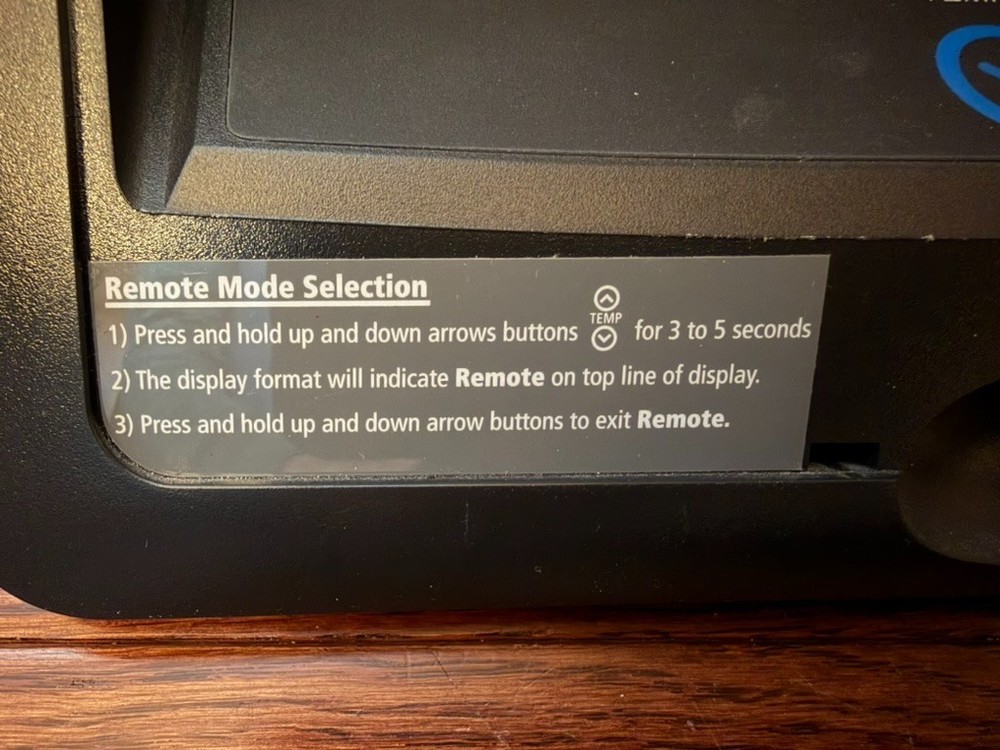 Remote Mode Selection
1) Press and hold up and down arrows buttons TEMP for 3 to 5 seconds
2) The display format will indicate Remote on top line of display.
3) Press and hold up and down arrow buttons to exit Remote.